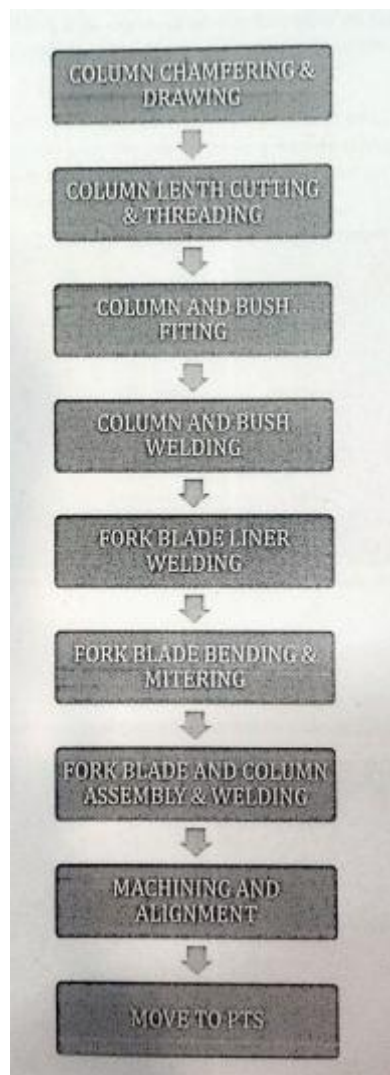 COLUMN CHAMFERING &
DRAWING
COLUMN LENTH CUTTING
& THREADING
COLUMN AND BUSH
FITING
COLUMN AND BUSH
WELDING
FORK BLADE LINER
WELDING
FORK BLADE BENDING &
MITERING
FORK BLADE AND COLUMN
ASSEMBLY & WELDING
MACHINING AND
ALIGNMENT
MOVE TO PTS